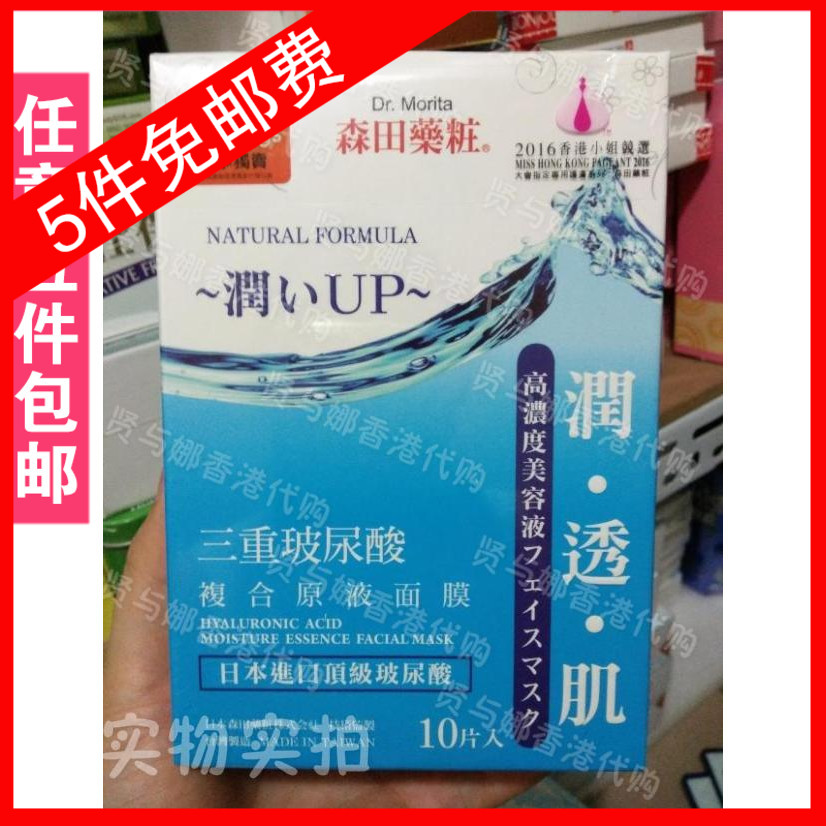 5件免邮费
任意
件包邮
Dr. Morita
森田藥粧®
2016香港小姐競選
MISS HONG KONG PAGEANT 2016
NATURAL FORMULA
~潤いUP~
潤・透・肌
高濃度美容液フェイスマスク
三重玻尿酸
複合原液面膜
HYALURONIC ACID
MOISTURE ESSENCE FACIAL MASK
日本進口頂級玻尿酸
MADE IN TAIWAN
10片入
实物实拍
贤与娜香港代购